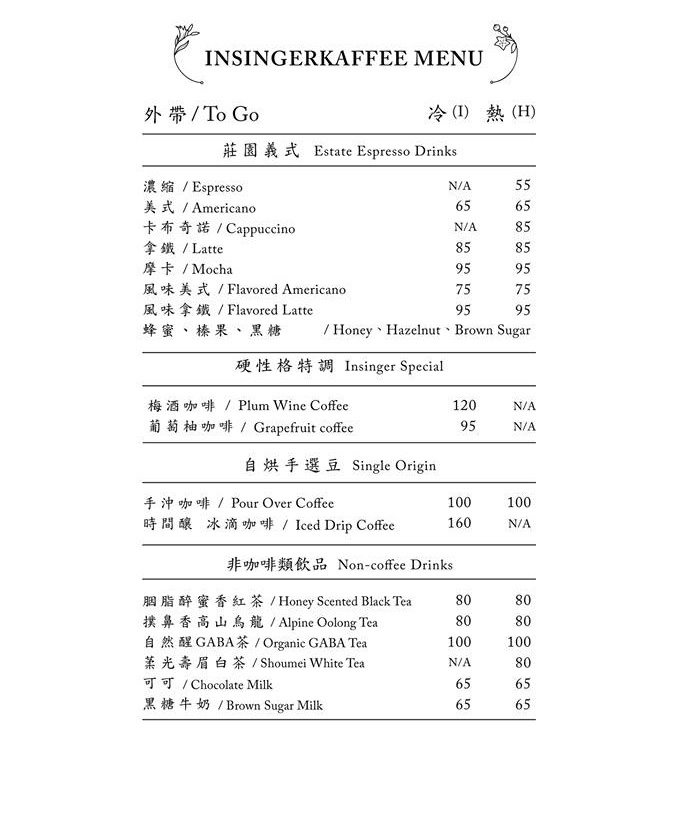 INSINGERKAFFEE MENU
外帶/To Go 冷(I) 熱(H)
莊園義式 Estate Espresso Drinks
濃縮 / Espresso N/A 55
美式 / Americano 65 65
卡布奇諾 / Cappuccino N/A 85
拿鐵 / Latte 85 85
摩卡 / Mocha 95 95
風味美式 / Flavored Americano 75 75
風味拿鐵 / Flavored Latte 95 95
蜂蜜、榛果、黑糖 / Honey、Hazelnut、Brown Sugar
硬性格特調 Insinger Special
梅酒咖啡 / Plum Wine Coffee 120 N/A
葡萄柚咖啡 / Grapefruit coffee 95 N/A
自烘手選豆 Single Origin
手沖咖啡 / Pour Over Coffee 100 100
時間釀 冰滴咖啡 / Iced Drip Coffee 160 N/A
非咖啡類飲品 Non-coffee Drinks
胭脂醉蜜香紅茶 / Honey Scented Black Tea 80 80
撲鼻香高山烏龍 / Alpine Oolong Tea 80 80
自然醒GABA茶 / Organic GABA Tea 100 100
葉光壽眉白茶 / Shoumei White Tea N/A 80
可可 / Chocolate Milk 65 65
黑糖牛奶 / Brown Sugar Milk 65 65